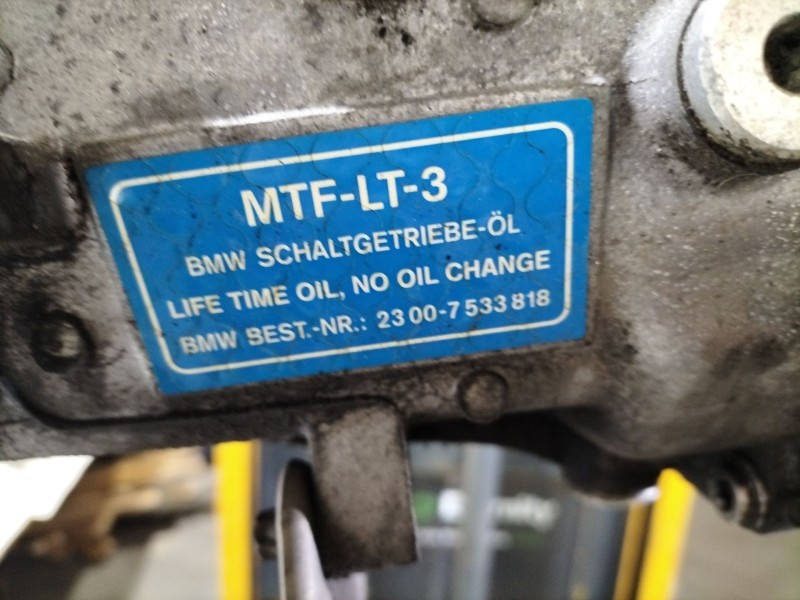 MTF-LT-3
BMW SCHALTGETRIEBE-ÖL
LIFE TIME OIL, NO OIL CHANGE
BMW BEST.-NR.: 23 00-7 533 818